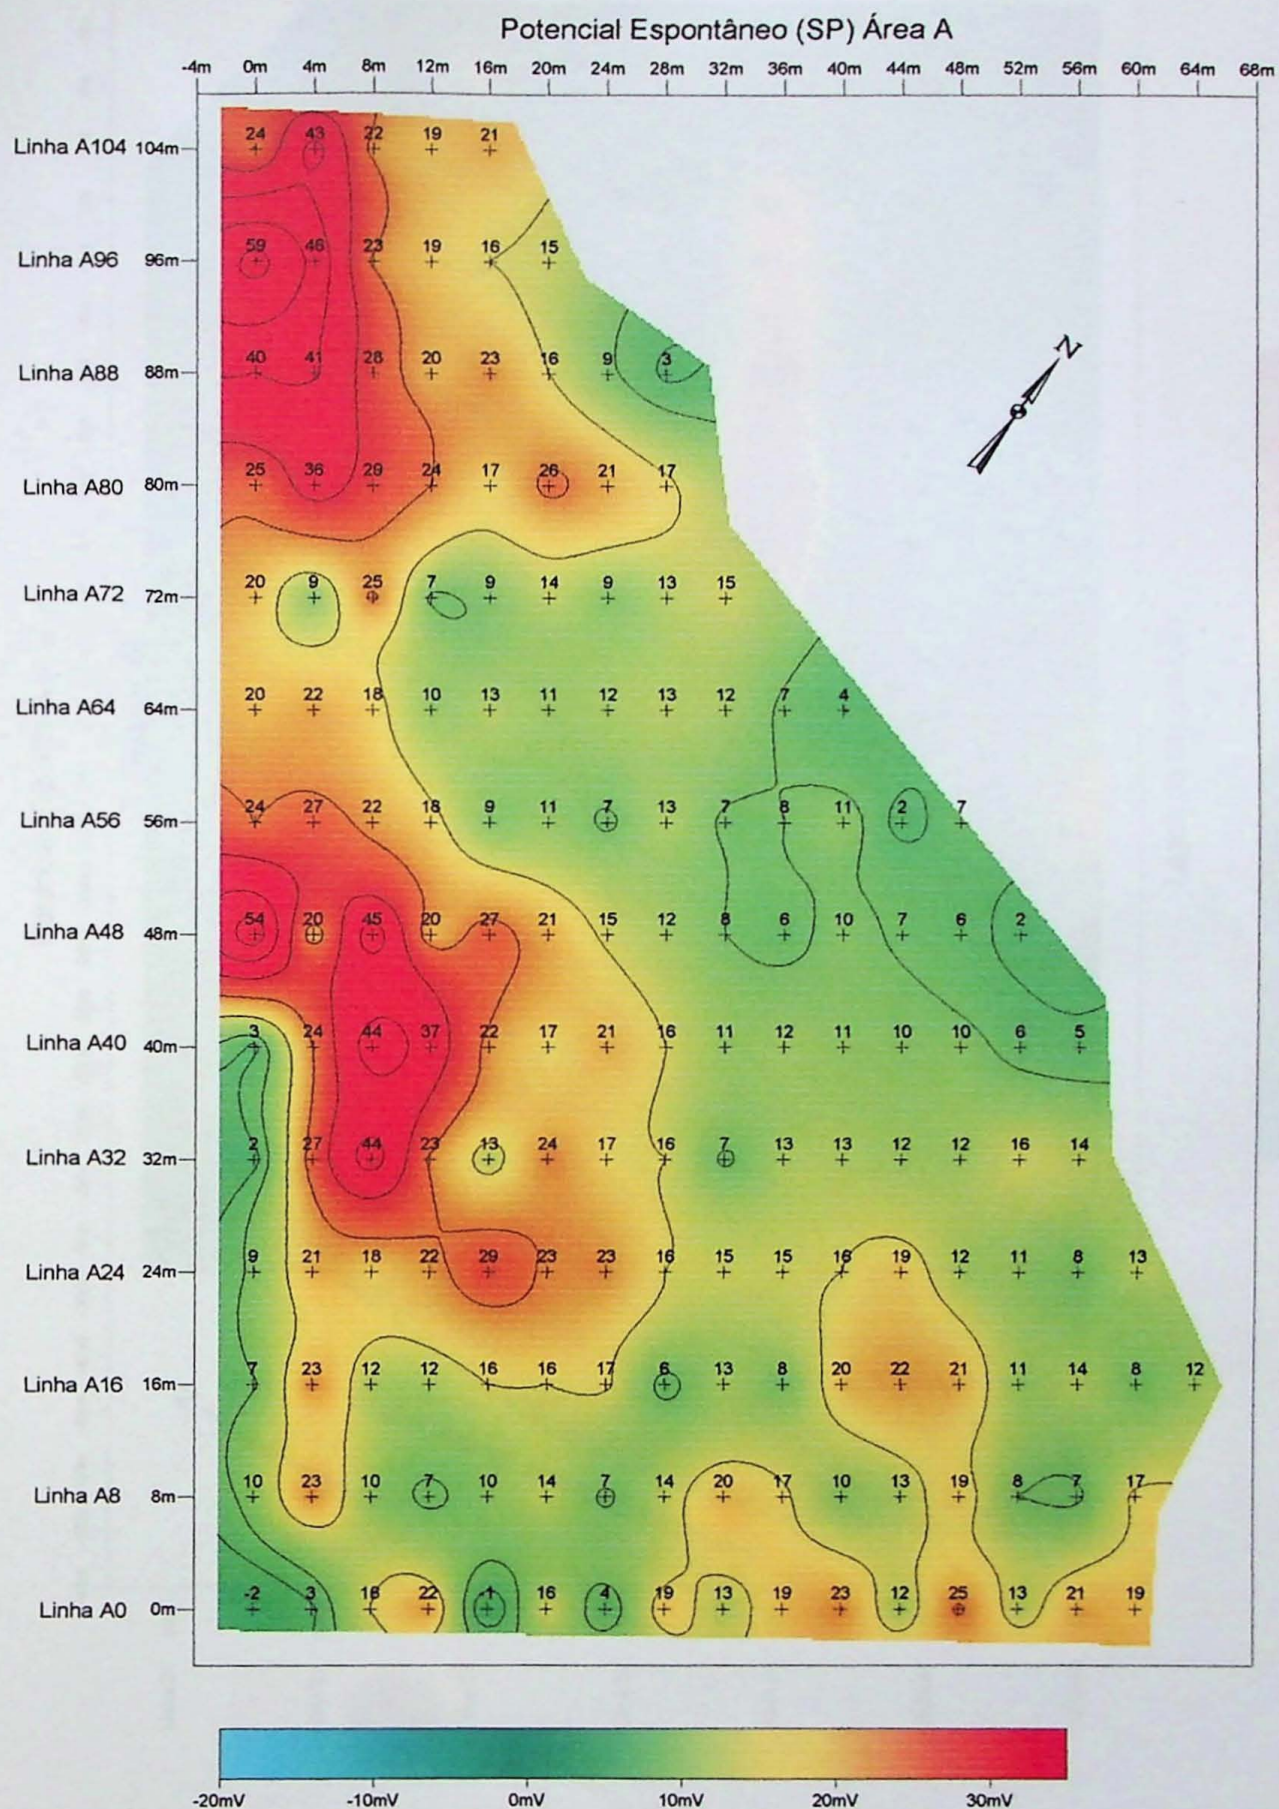 Potencial Espontâneo (SP) Área A
-4m 0m 4m 8m 12m 16m 20m 24m 28m 32m 36m 40m 44m 48m 52m 56m 60m 64m 68m
24 43 22 19 21
Linha A104 104m
59 46 23 19 16 15
Linha A96 96m
40 41 28 20 23 16 9 3
Linha A88 88m
N
25 36 29 24 17 26 21 17
Linha A80 80m
20 9 25 7 9 14 9 13 15
Linha A72 72m
20 22 18 10 13 11 12 13 12 7 4
Linha A64 64m
24 27 22 18 9 11 7 13 7 8 11 2 7
Linha A56 56m
54 20 45 20 27 21 15 12 8 6 10 7 6 2
Linha A48 48m
3 24 44 37 22 17 21 16 11 12 11 10 10 6 5
Linha A40 40m
2 27 44 23 13 24 17 16 7 13 13 12 12 16 14
Linha A32 32m
9 21 18 22 29 23 23 16 15 15 16 19 12 11 8 13
Linha A24 24m
7 23 12 12 16 16 17 6 13 8 20 22 21 11 14 8 12
Linha A16 16m
10 23 10 7 10 14 7 14 20 17 10 13 19 8 7 17
Linha A8 8m
-2 3 16 22 -1 16 4 19 13 19 23 12 25 13 21 19
Linha A0 0m
-20mV -10mV 0mV 10mV 20mV 30mV